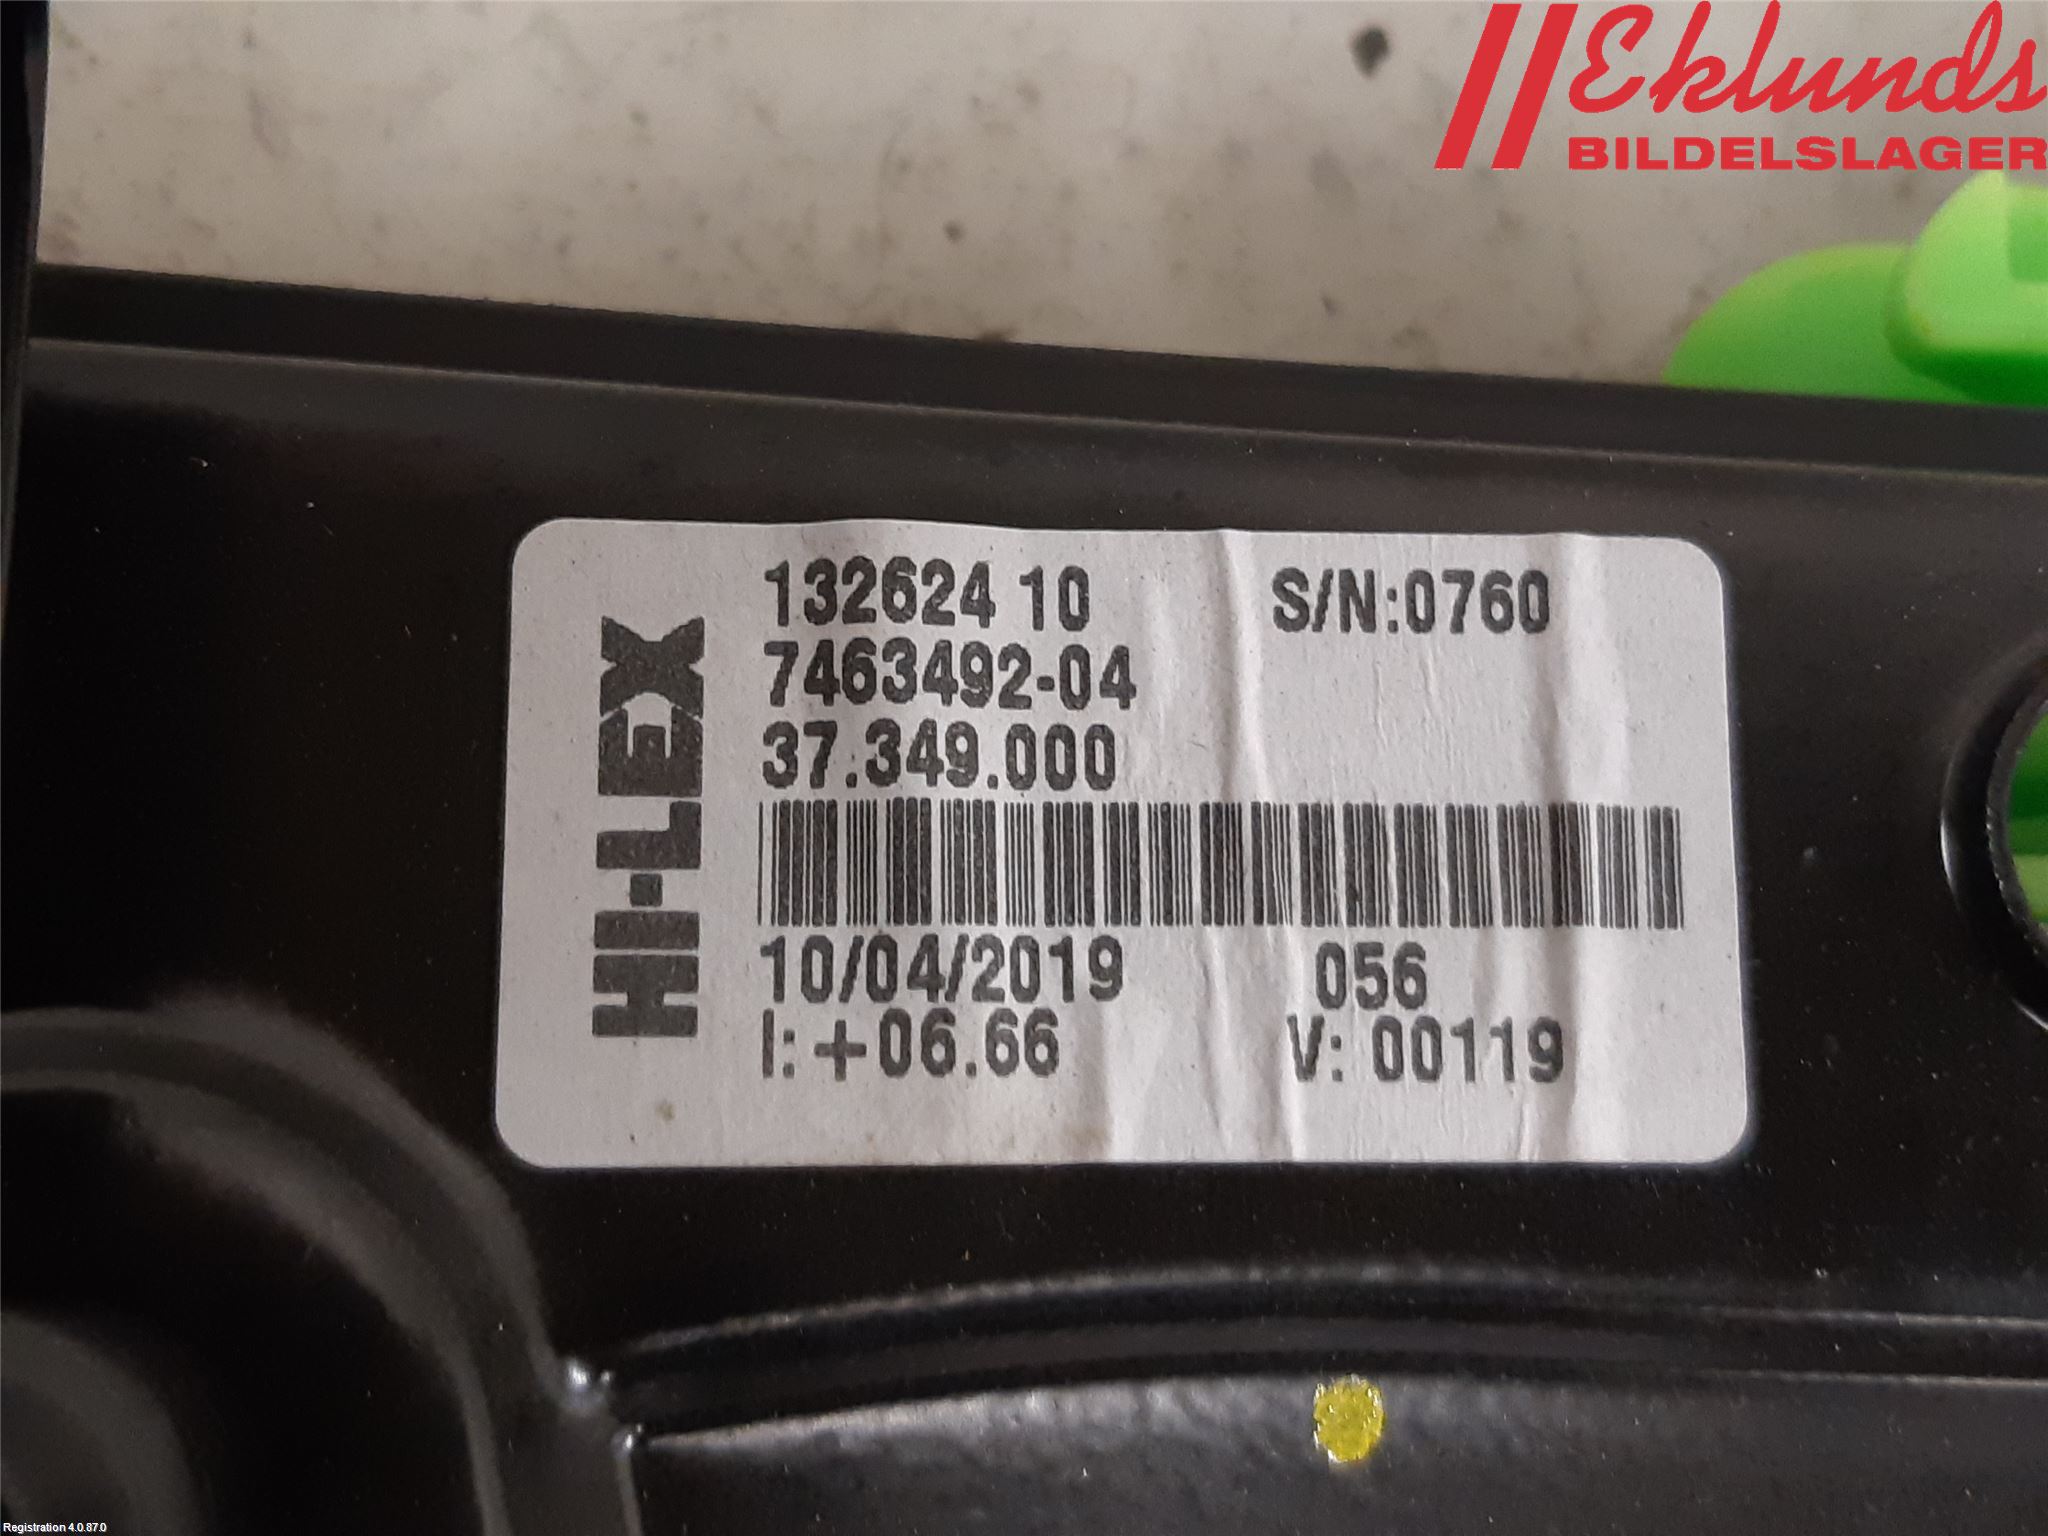 Eklunds
BILDELSLAGER
HI-LEX
132624 10 S/N:0760
7463492-04
37.349.000
10/04/2019 056
I: +06.66 V: 00119
Registration 4.0.87.0